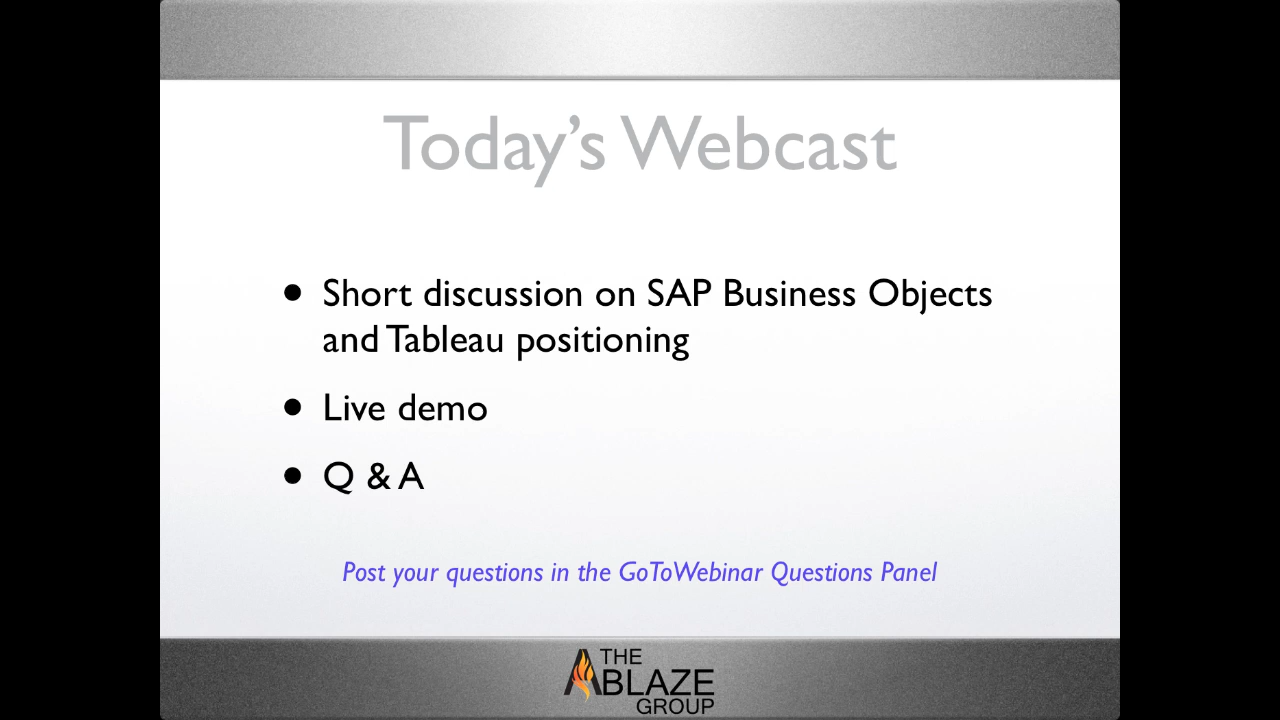 Today's Webcast
• Short discussion on SAP Business Objects
and Tableau positioning
• Live demo
• Q & A
Post your questions in the GoToWebinar Questions Panel
THE
ABLAZE
GROUP